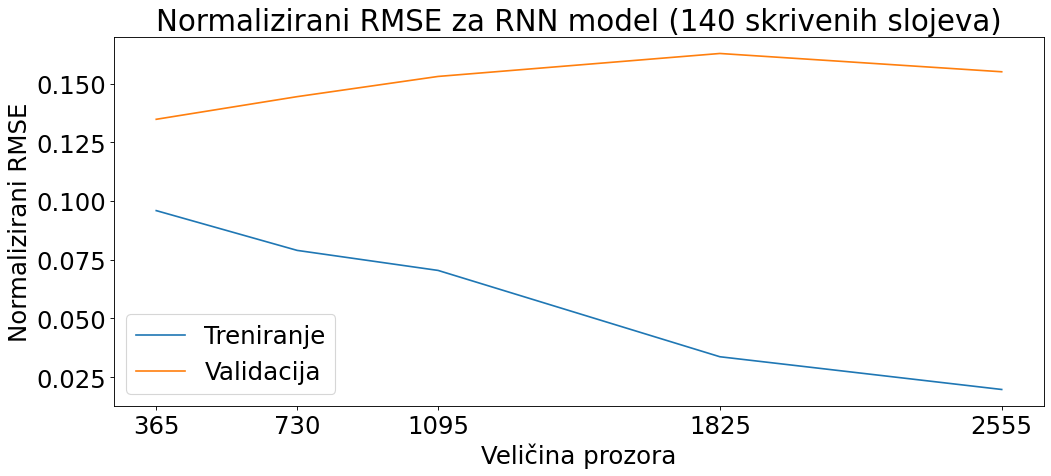 Normalizirani RMSE za RNN model (140 skrivenih slojeva)
Normalizirani RMSE
0.150
0.125
0.100
0.075
0.050
0.025
Treniranje
Validacija
365 730 1095 1825 2555
Veličina prozora